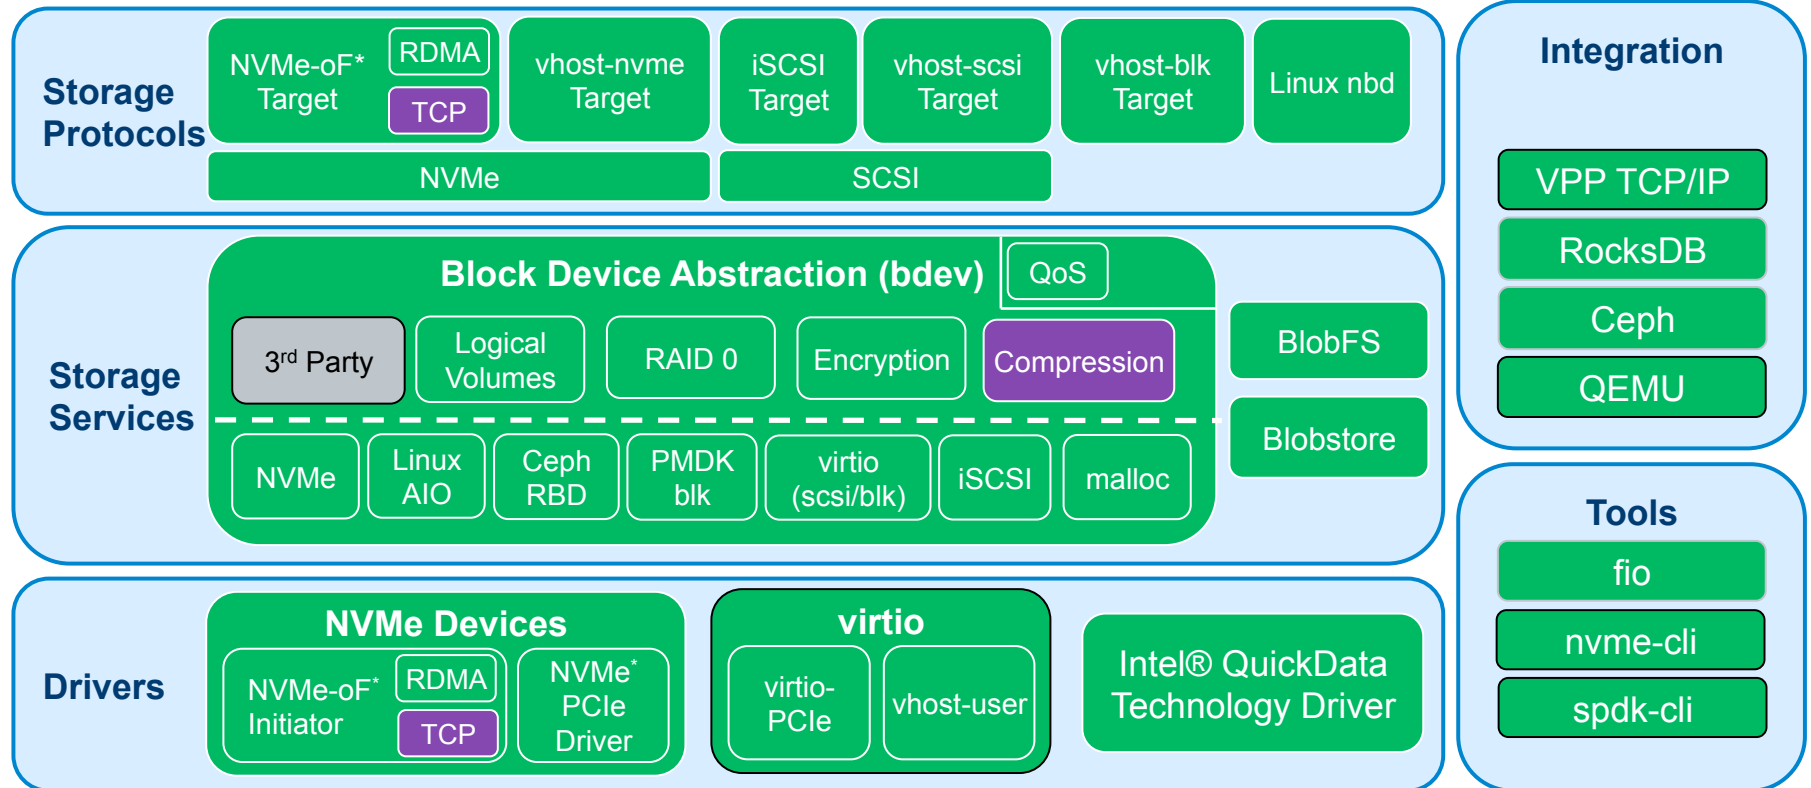 Storage
Protocols
NVMe-oF*
Target
RDMA
TCP
vhost-nvme
Target
iSCSI
Target
vhost-scsi
Target
vhost-blk
Target
Linux nbd
NVMe
SCSI
Storage
Services
Block Device Abstraction (bdev)
QoS
3rd Party
Logical
Volumes
RAID 0
Encryption
Compression
NVMe
Linux
AIO
Ceph
RBD
PMDK
blk
virtio
(scsi/blk)
iSCSI
malloc
BlobFS
Blobstore
Drivers
NVMe Devices
NVMe-oF*
Initiator
RDMA
TCP
NVMe*
PCIe
Driver
virtio
virtio-
PCIe
vhost-user
Intel® QuickData
Technology Driver
Integration
VPP TCP/IP
RocksDB
Ceph
QEMU
Tools
fio
nvme-cli
spdk-cli